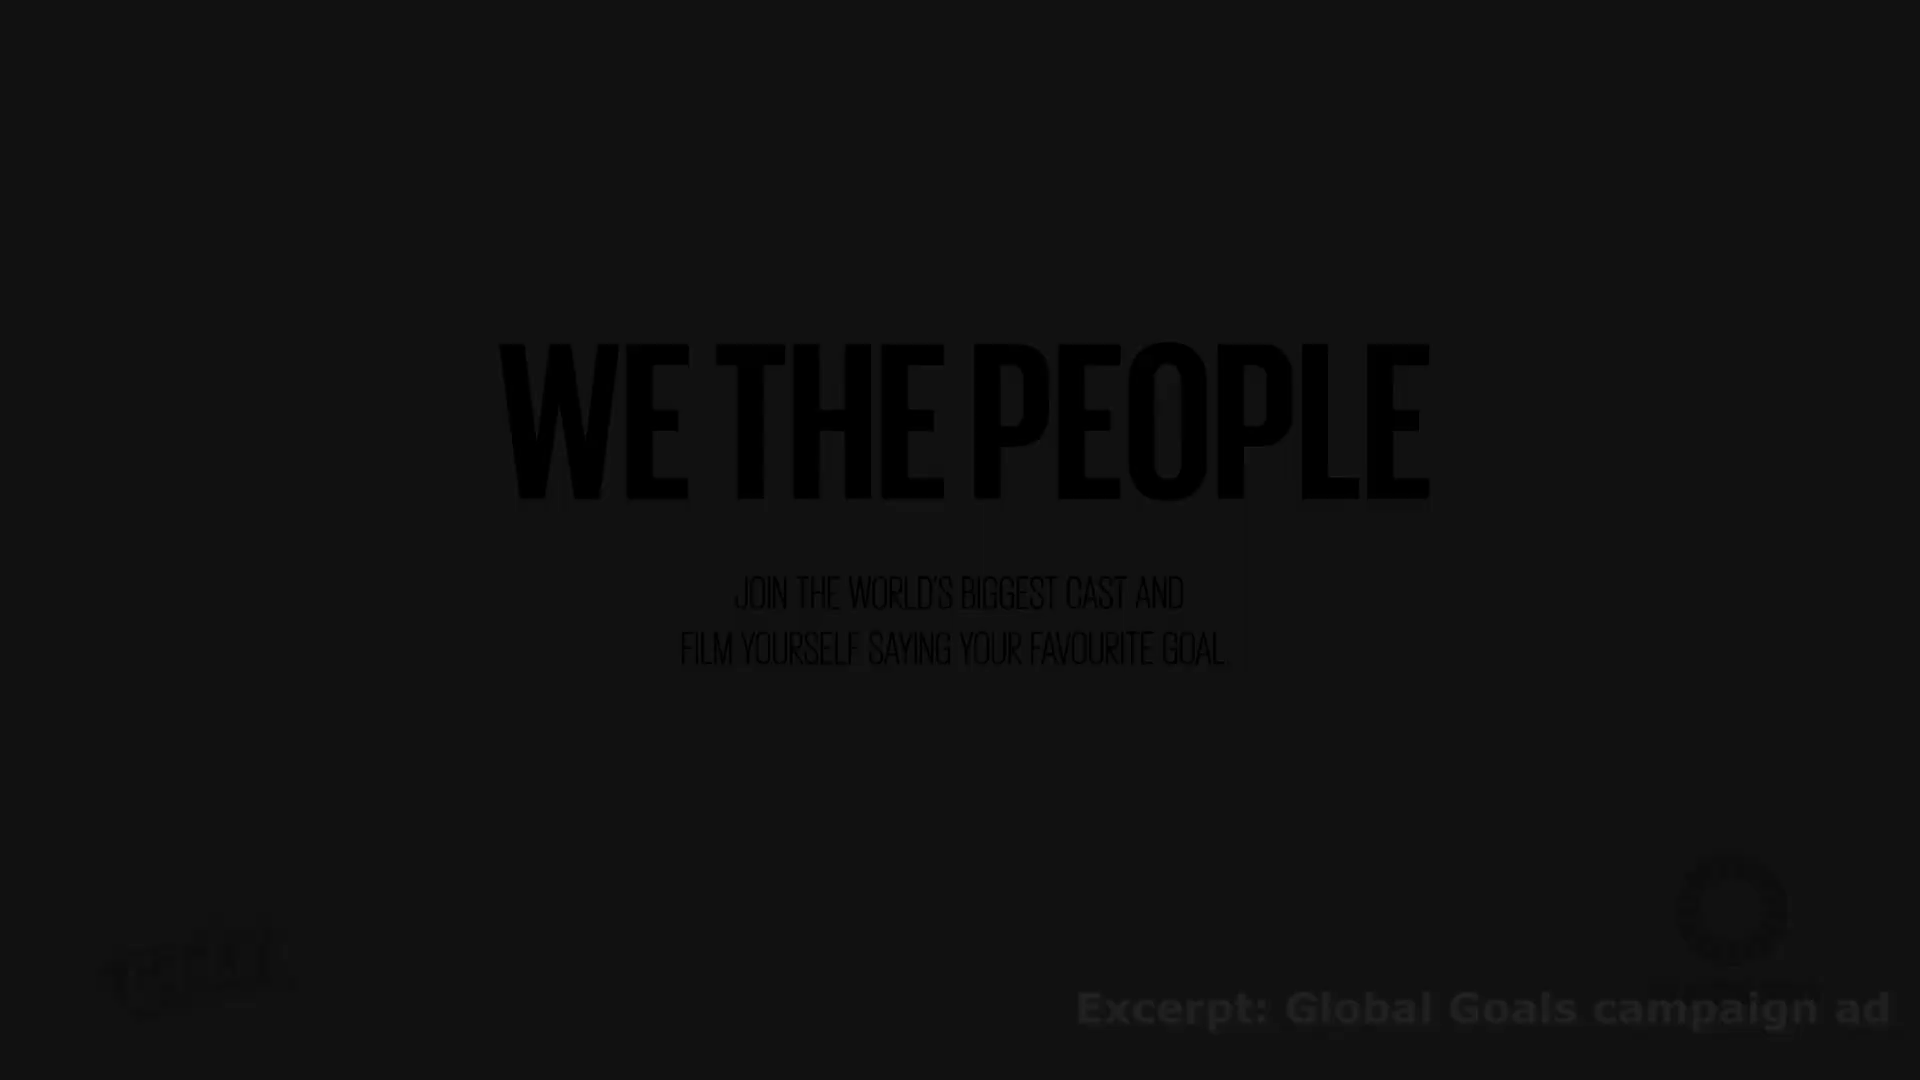 WE THE PEOPLE
JOIN THE WORLD'S BIGGEST CAST AND
FILM YOURSELF SAYING YOUR FAVOURITE GOAL
Excerpt: Global Goals campaign ad